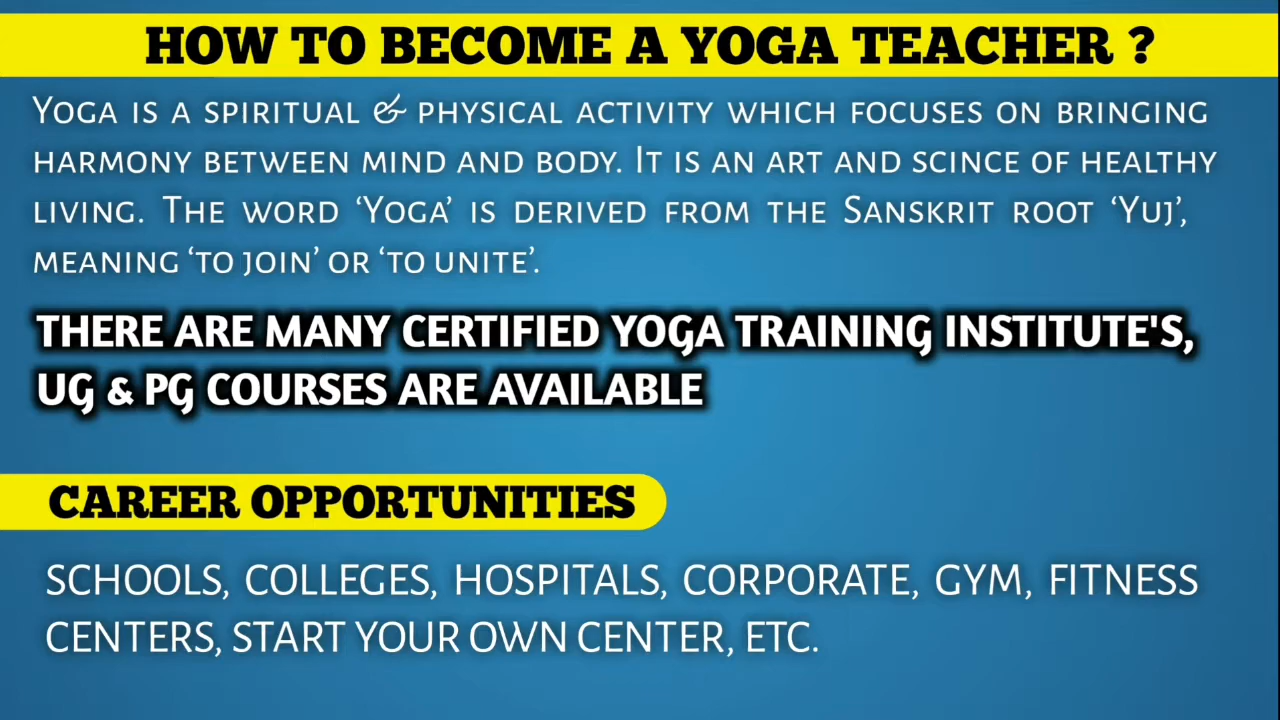 HOW TO BECOME A YOGA TEACHER ?
YOGA IS A SPIRITUAL & PHYSICAL ACTIVITY WHICH FOCUSES ON BRINGING
HARMONY BETWEEN MIND AND BODY. IT IS AN ART AND SCINCE OF HEALTHY
LIVING. THE WORD ‘YOGA’ IS DERIVED FROM THE SANSKRIT ROOT ‘YUJ’,
MEANING ‘TO JOIN’ OR ‘TO UNITE’.
THERE ARE MANY CERTIFIED YOGA TRAINING INSTITUTE'S,
UG & PG COURSES ARE AVAILABLE
CAREER OPPORTUNITIES
SCHOOLS, COLLEGES, HOSPITALS, CORPORATE, GYM, FITNESS
CENTERS, START YOUR OWN CENTER, ETC.